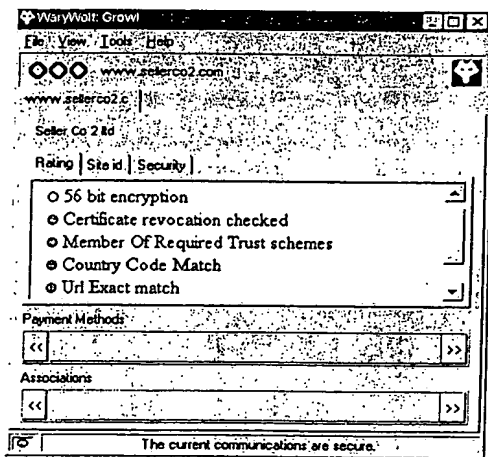 WaryWolf: Growl
File View Tools Help
www.sellerco2.com
www.sellerco2.c
Seller Co 2 ltd
Rating Site id. Security
56 bit encryption
Certificate revocation checked
Member Of Required Trust schemes
Country Code Match
Url Exact match
Payment Methods
<< >>
Associations
<< >>
The current communications are secure.